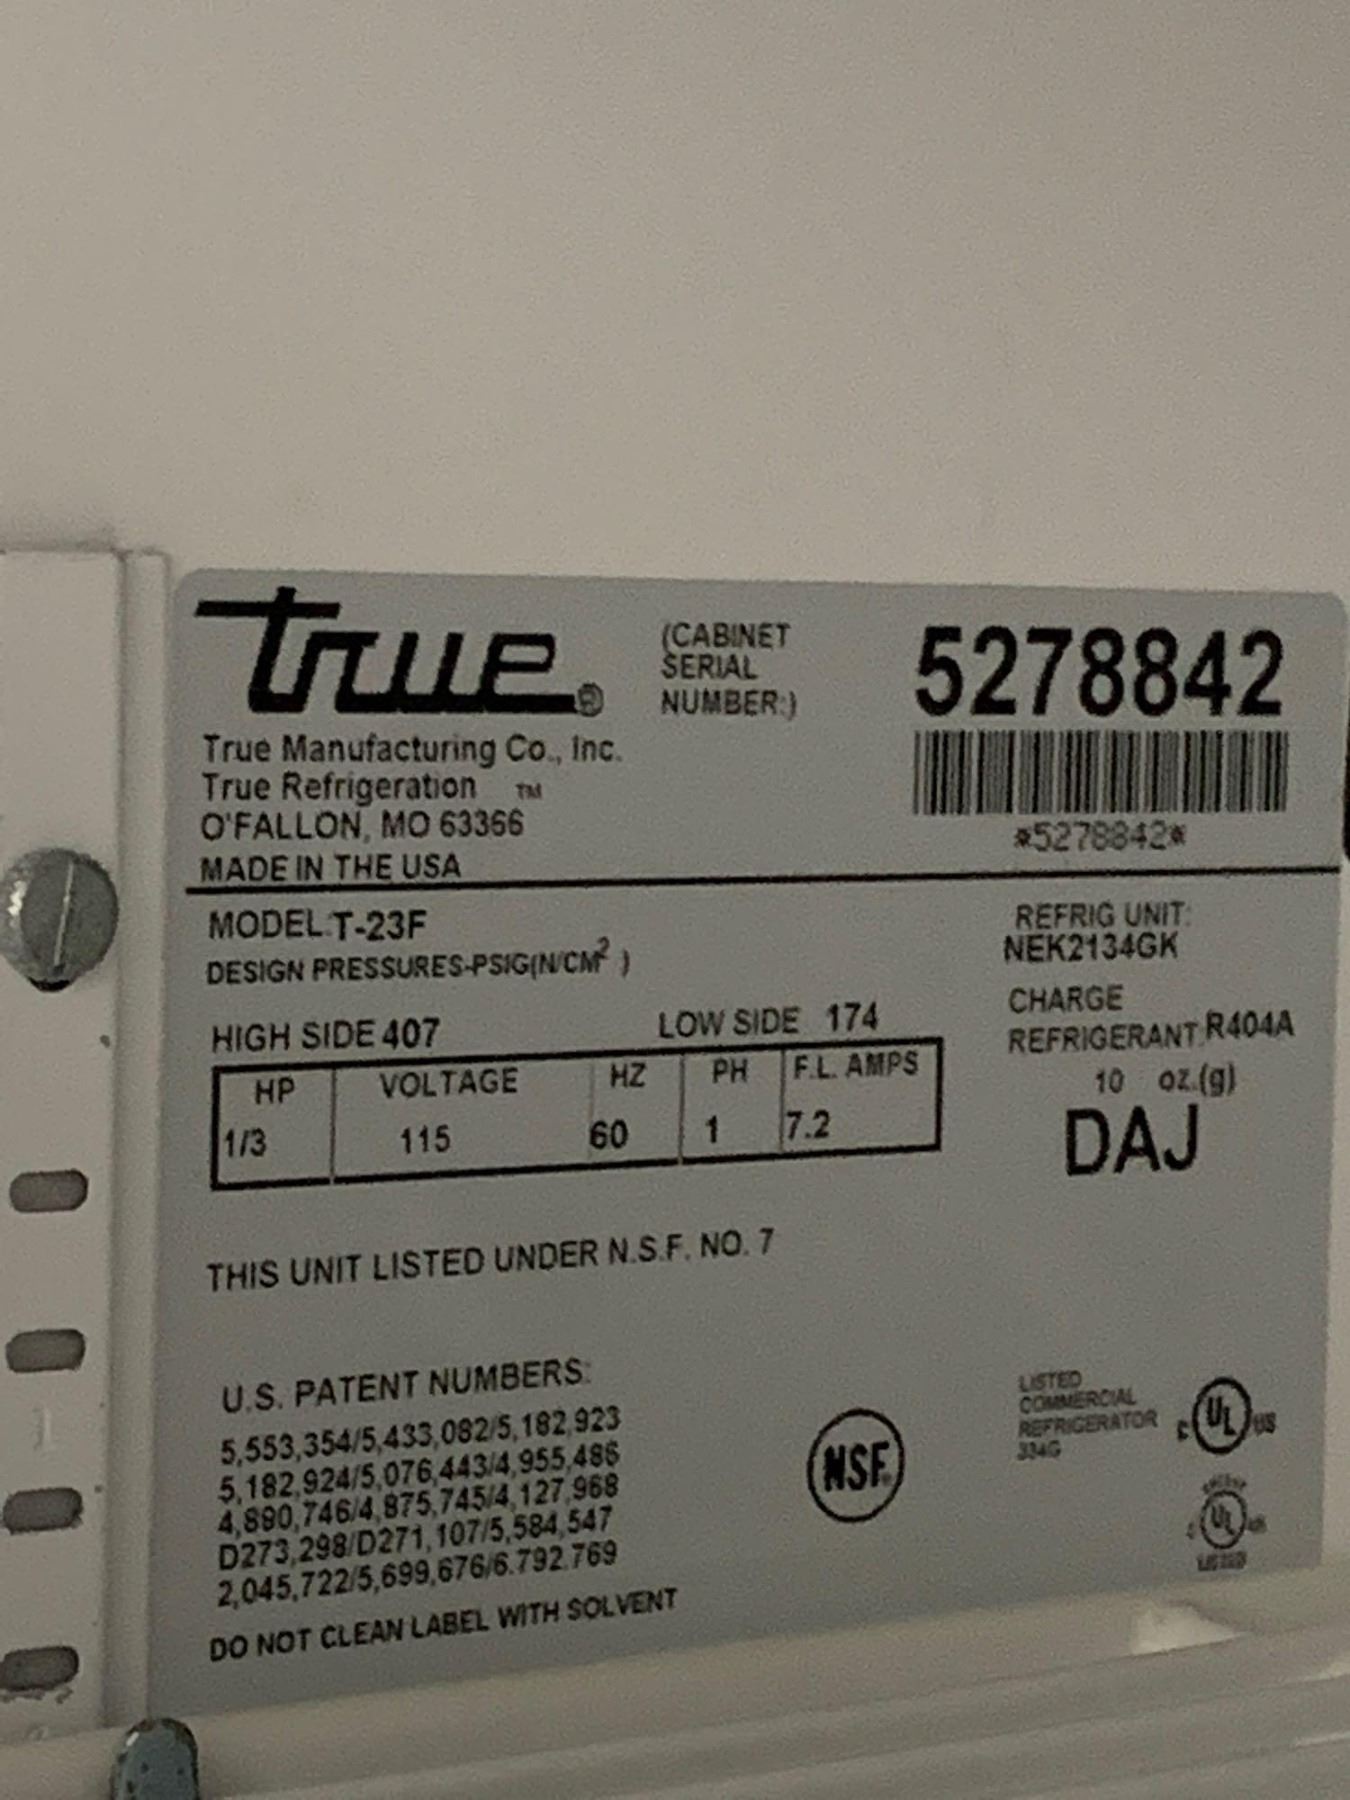 True®
(CABINET
SERIAL
NUMBER:)
5278842
True Manufacturing Co., Inc.
True Refrigeration TM
O'FALLON, MO 63366
MADE IN THE USA
*5278842*
MODEL:T-23F
DESIGN PRESSURES-PSIG(N/CM²)
HIGH SIDE 407 LOW SIDE 174
HP VOLTAGE HZ PH F.L. AMPS
1/3 115 60 1 7.2
REFRIG UNIT:
NEK2134GK
CHARGE
REFRIGERANT:R404A
10 oz.(g)
DAJ
THIS UNIT LISTED UNDER N.S.F. NO. 7
U.S. PATENT NUMBERS:
5,553,354/5,433,082/5,182,923
5,182,924/5,076,443/4,955,486
4,890,746/4,875,745/4,127,968
D273,298/D271,107/5,584,547
2,045,722/5,699,676/6.792.769
DO NOT CLEAN LABEL WITH SOLVENT
NSF®
LISTED
COMMERCIAL
REFRIGERATOR
334G
C UL US
UL
LISTED